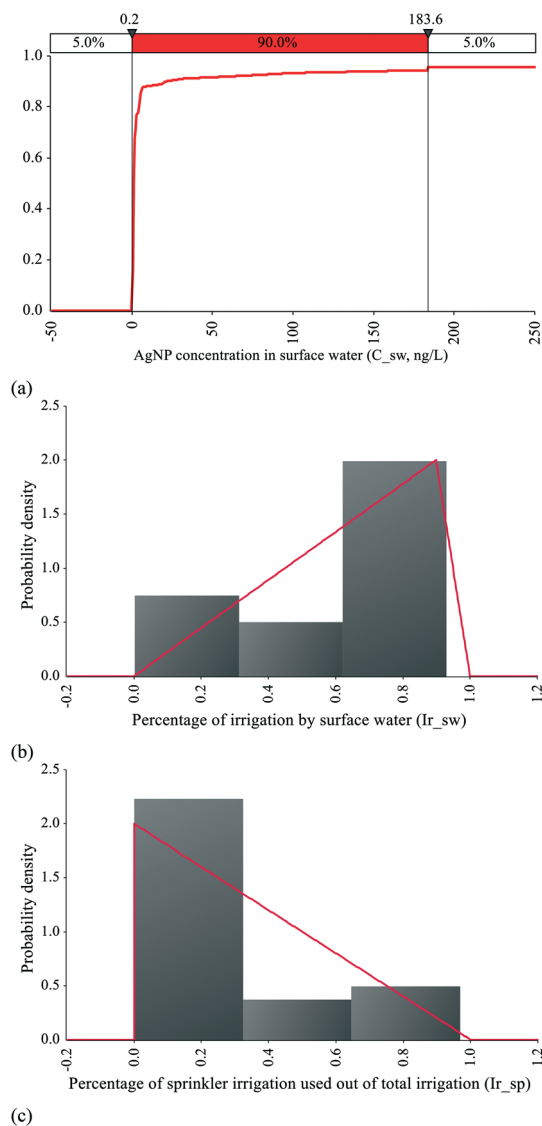 0.2 183.6
5.0% 90.0% 5.0%
1.0
0.8
0.6
0.4
0.2
0.0
-50 0 50 100 150 200 250
AgNP concentration in surface water (C_sw, ng/L)
(a)
2.5
2.0
1.5
1.0
0.5
0.0
Probability density
-0.2 0.0 0.2 0.4 0.6 0.8 1.0 1.2
Percentage of irrigation by surface water (Ir_sw)
(b)
2.5
2.0
1.5
1.0
0.5
0.0
Probability density
-0.2 0.0 0.2 0.4 0.6 0.8 1.0 1.2
Percentage of sprinkler irrigation used out of total irrigation (Ir_sp)
(c)